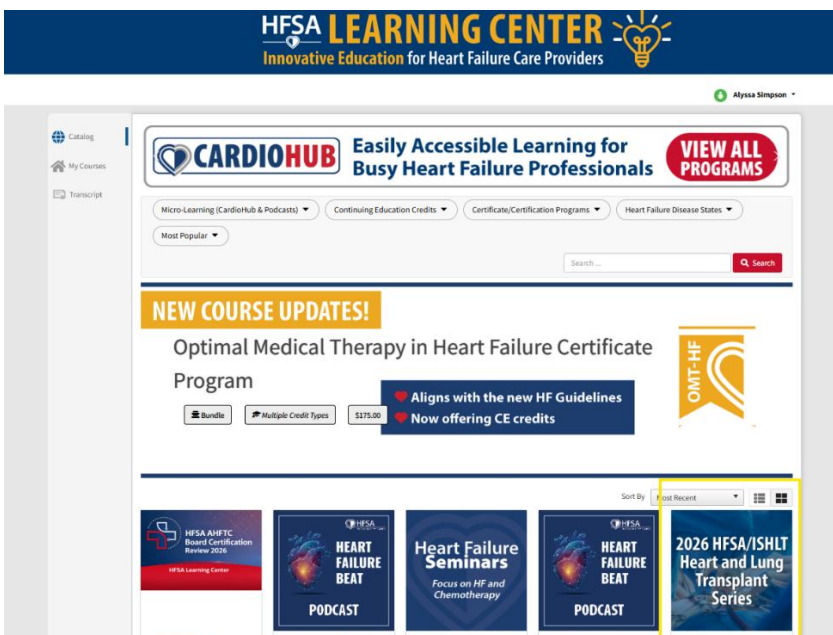 HFSA LEARNING CENTER
Innovative Education for Heart Failure Care Providers
Alyssa Simpson
Catalog
My Courses
Transcript
CARDIOHUB
Easily Accessible Learning for
Busy Heart Failure Professionals
VIEW ALL
PROGRAMS
Micro-Learning (CardioHub & Podcasts)
Continuing Education Credits
Certificate/Certification Programs
Heart Failure Disease States
Most Popular
Search ...
Search
NEW COURSE UPDATES!
Optimal Medical Therapy in Heart Failure Certificate
Program
Bundle
Multiple Credit Types
$175.00
Aligns with the new HF Guidelines
Now offering CE credits
OMT-HF
Sort By
Most Recent
HFSA AHFTC
Board Certification
Review 2026
HFSA Learning Center
HFSA
HEART
FAILURE
BEAT
PODCAST
Heart Failure
Seminars
Focus on HF and
Chemotherapy
HFSA
HEART
FAILURE
BEAT
PODCAST
2026 HFSA/ISHLT
Heart and Lung
Transplant
Series